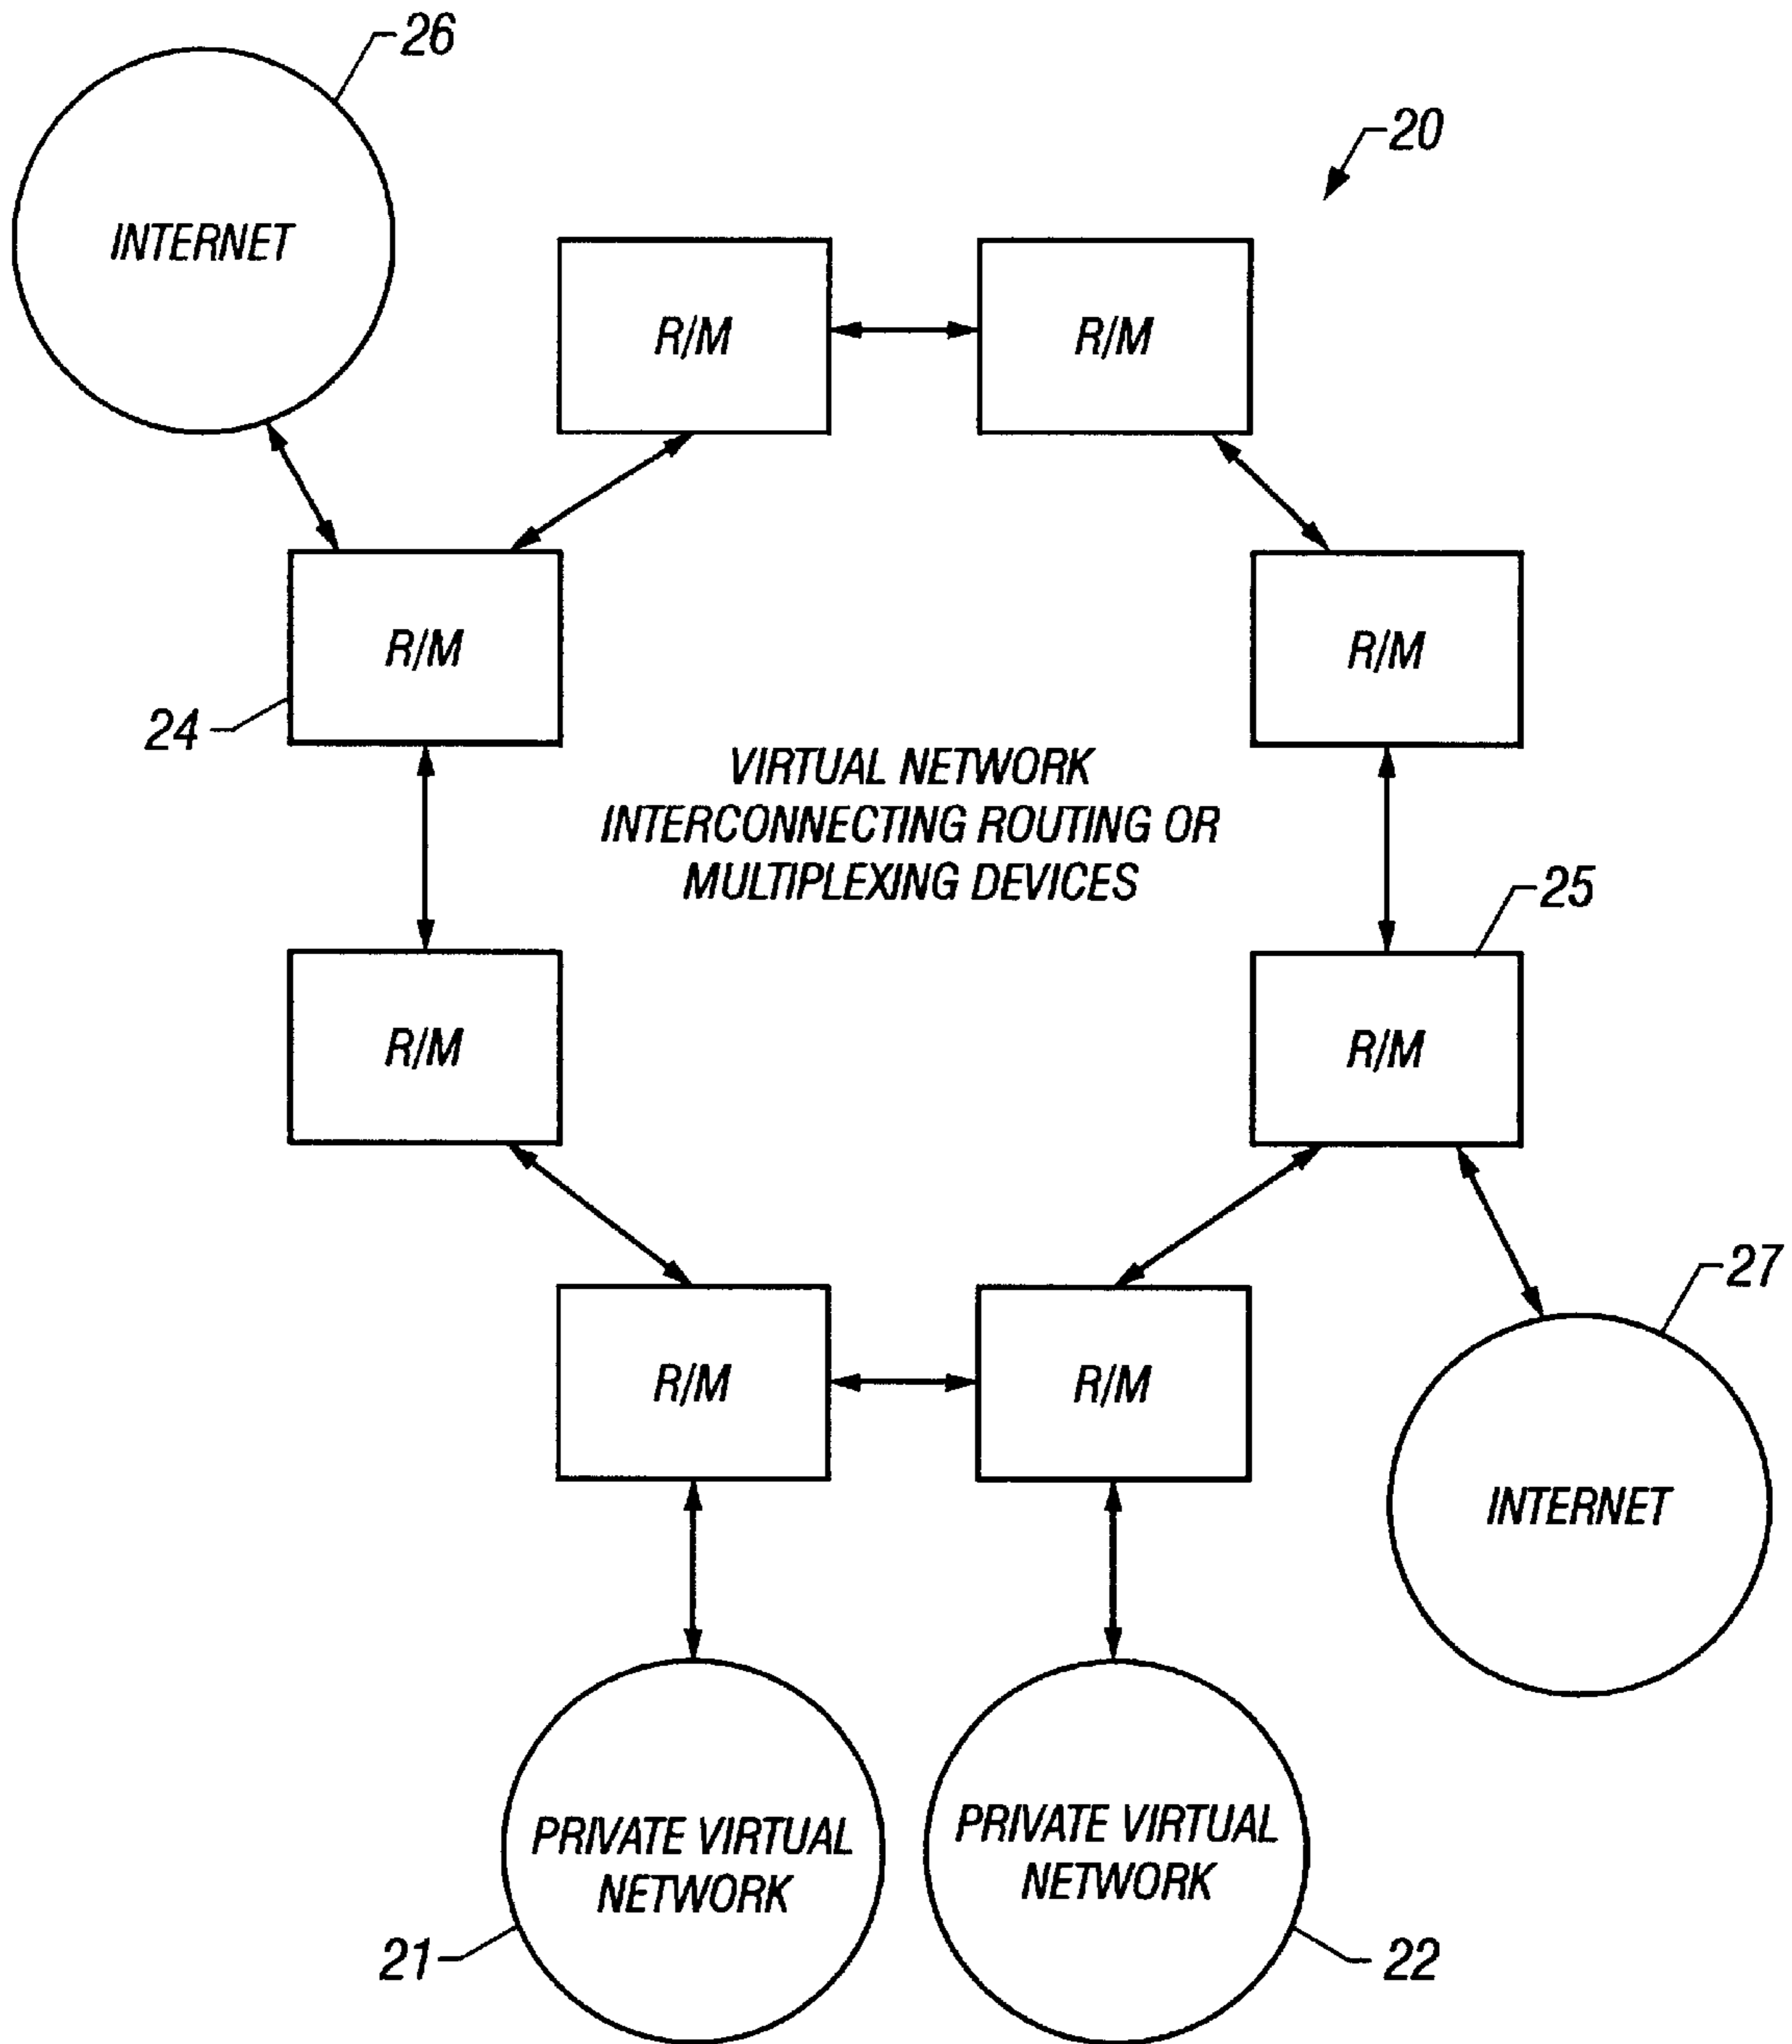 26
20
INTERNET
R/M
R/M
R/M
R/M
24
VIRTUAL NETWORK
INTERCONNECTING ROUTING OR
MULTIPLEXING DEVICES
25
R/M
R/M
27
R/M
R/M
INTERNET
PRIVATE VIRTUAL
NETWORK
PRIVATE VIRTUAL
NETWORK
21
22